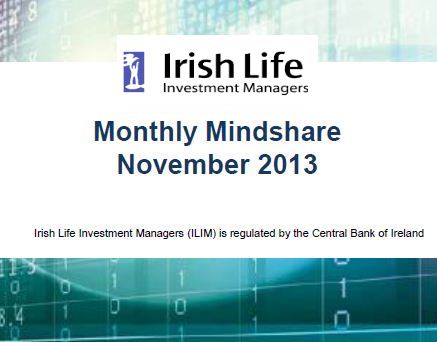 Irish Life
Investment Managers
Monthly Mindshare
November 2013
Irish Life Investment Managers (ILIM) is regulated by the Central Bank of Ireland